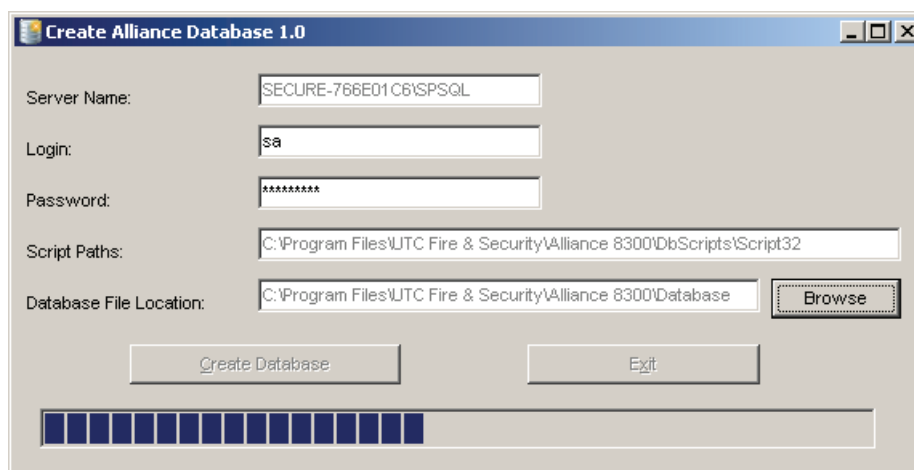 Create Alliance Database 1.0
Server Name: SECURE-766E01C6\SPSQL
Login: sa
Password: *********
Script Paths: C:\Program Files\UTC Fire & Security\Alliance 8300\DbScripts\Script32
Database File Location: C:\Program Files\UTC Fire & Security\Alliance 8300\Database Browse
Create Database Exit